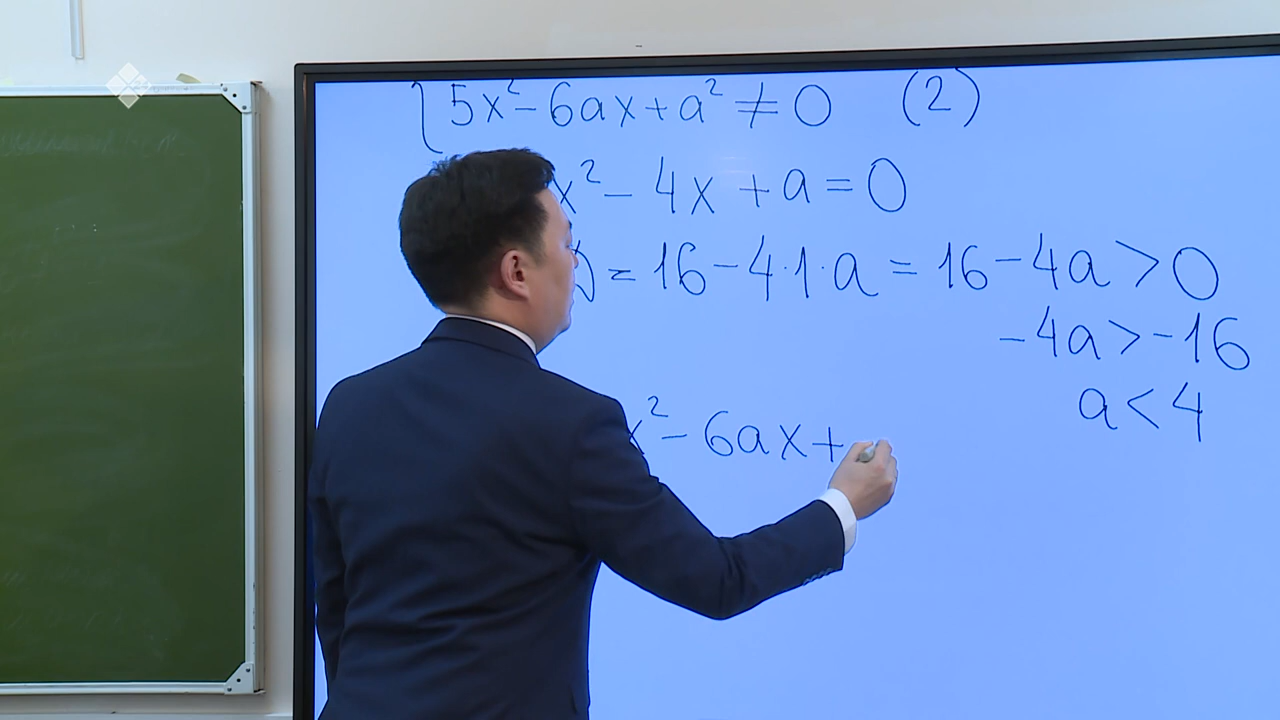 { 5x² - 6ax + a² ≠ 0 (2)
x² - 4x + a = 0
D = 16 - 4·1·a = 16 - 4a > 0
-4a > -16
a < 4
x² - 6ax +